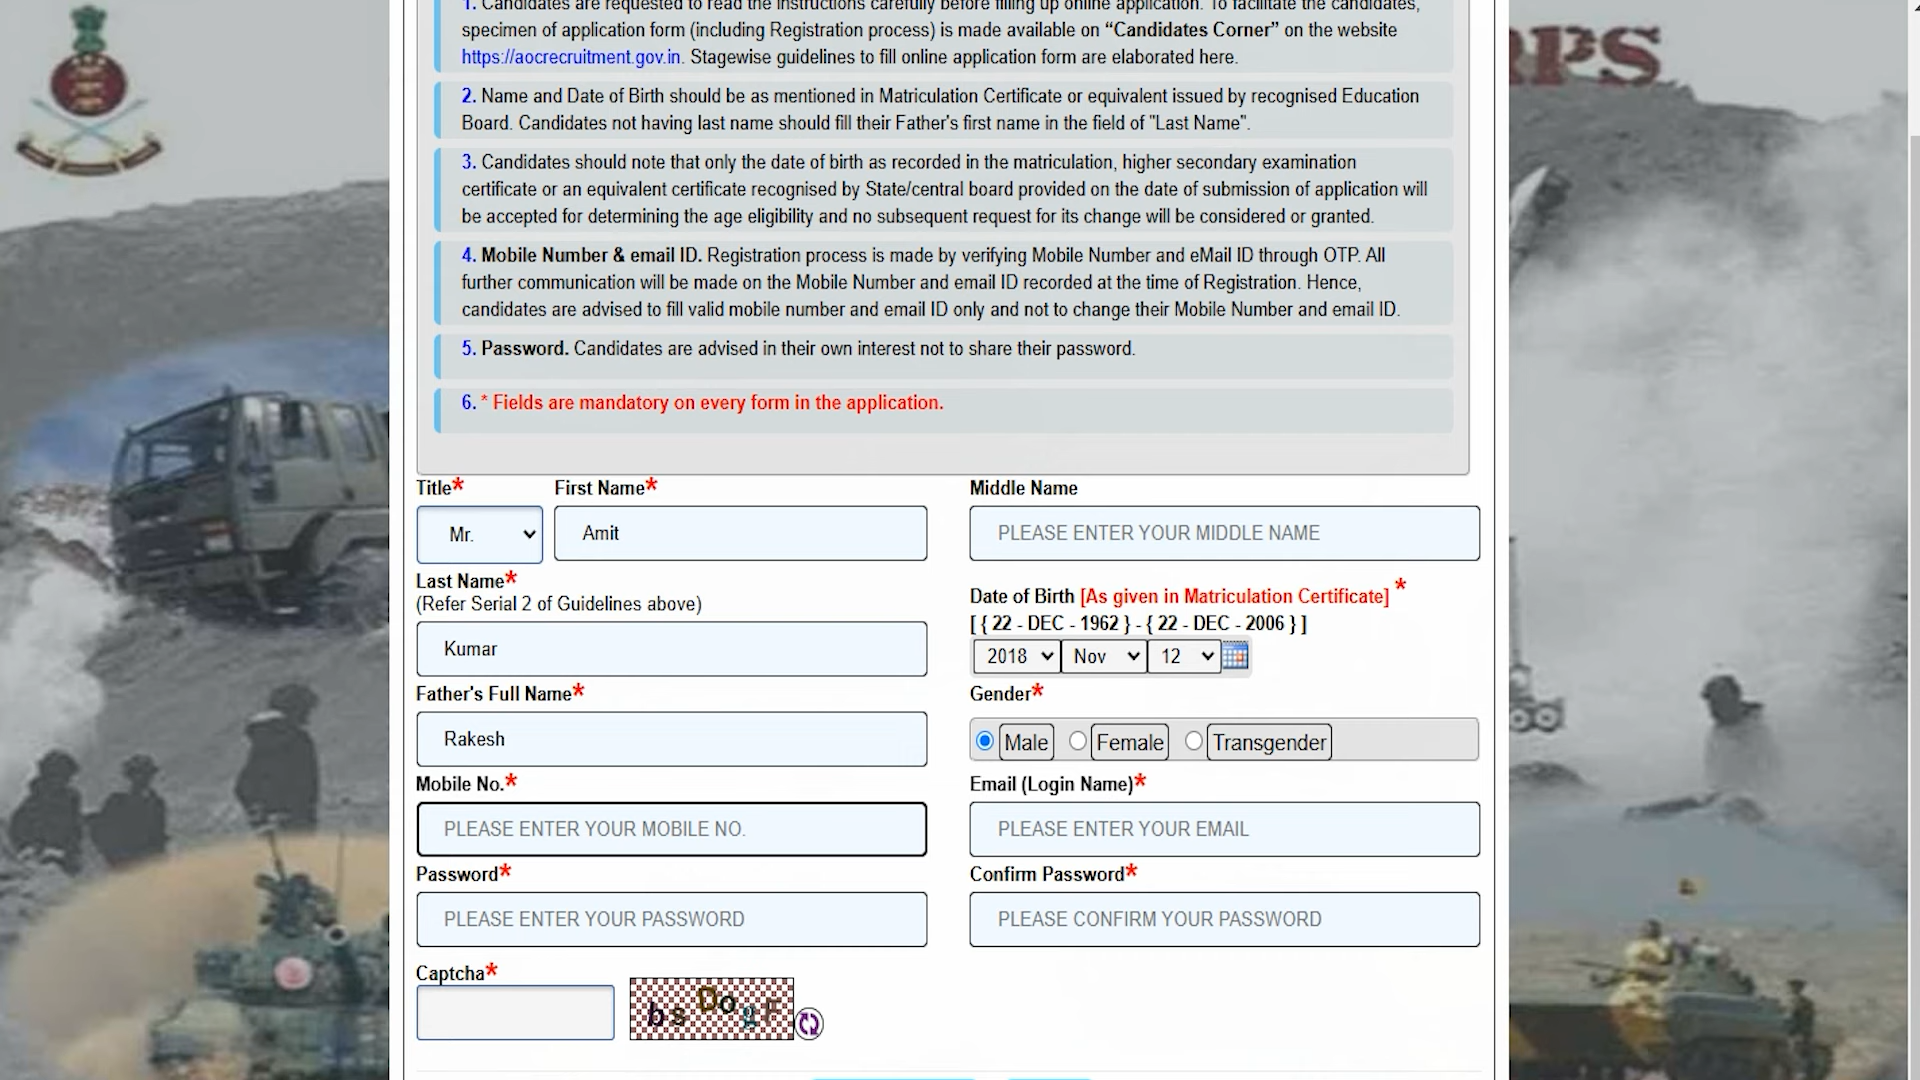 1. Candidates are requested to read the instructions carefully before filling up online application. To facilitate the candidates,
specimen of application form (including Registration process) is made available on “Candidates Corner” on the website
https://aocrecruitment.gov.in. Stagewise guidelines to fill online application form are elaborated here.
2. Name and Date of Birth should be as mentioned in Matriculation Certificate or equivalent issued by recognised Education
Board. Candidates not having last name should fill their Father's first name in the field of "Last Name".
3. Candidates should note that only the date of birth as recorded in the matriculation, higher secondary examination
certificate or an equivalent certificate recognised by State/central board provided on the date of submission of application will
be accepted for determining the age eligibility and no subsequent request for its change will be considered or granted.
4. Mobile Number & email ID. Registration process is made by verifying Mobile Number and eMail ID through OTP. All
further communication will be made on the Mobile Number and email ID recorded at the time of Registration. Hence,
candidates are advised to fill valid mobile number and email ID only and not to change their Mobile Number and email ID.
5. Password. Candidates are advised in their own interest not to share their password.
6. * Fields are mandatory on every form in the application.
Title* First Name* Middle Name
Mr. Amit PLEASE ENTER YOUR MIDDLE NAME
Last Name*
(Refer Serial 2 of Guidelines above)
Kumar
Date of Birth [As given in Matriculation Certificate] *
[ { 22 - DEC - 1962 } - { 22 - DEC - 2006 } ]
2018 Nov 12
Father's Full Name* Gender*
Rakesh Male Female Transgender
Mobile No.* Email (Login Name)*
PLEASE ENTER YOUR MOBILE NO. PLEASE ENTER YOUR EMAIL
Password* Confirm Password*
PLEASE ENTER YOUR PASSWORD PLEASE CONFIRM YOUR PASSWORD
Captcha*
bsDogF
RPS